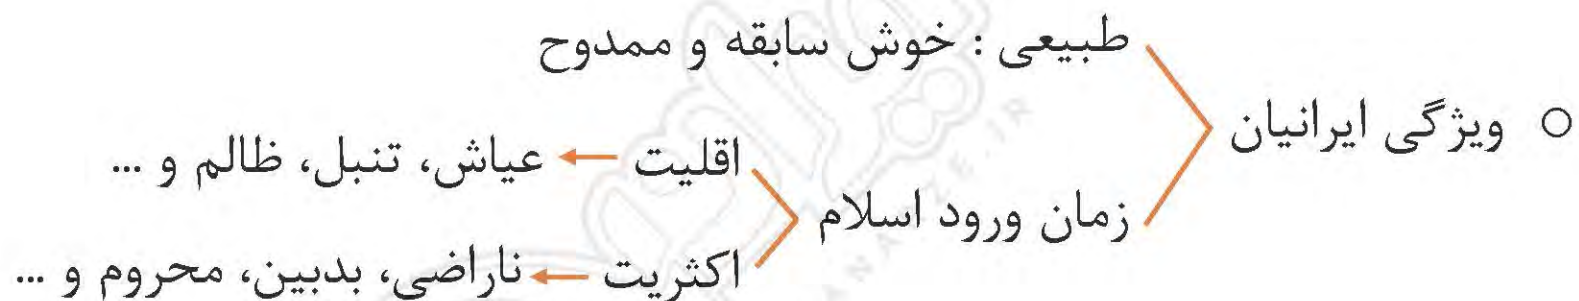 ○ ویژگی ایرانیان
طبیعی : خوش سابقه و ممدوح
زمان ورود اسلام
اقلیت ← عیاش، تنبل، ظالم و ...
اکثریت ← ناراضی، بدبین، محروم و ...